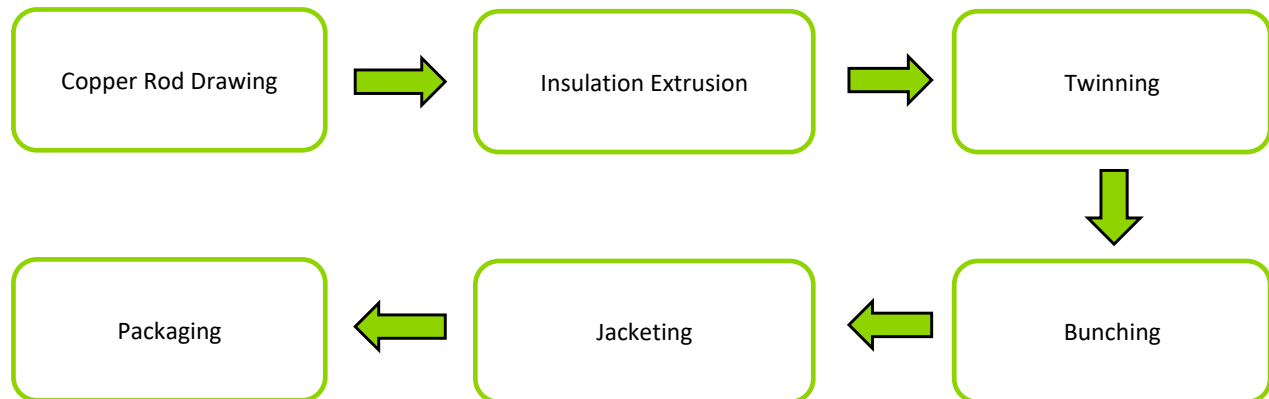 Copper Rod Drawing
Insulation Extrusion
Twinning
Bunching
Jacketing
Packaging